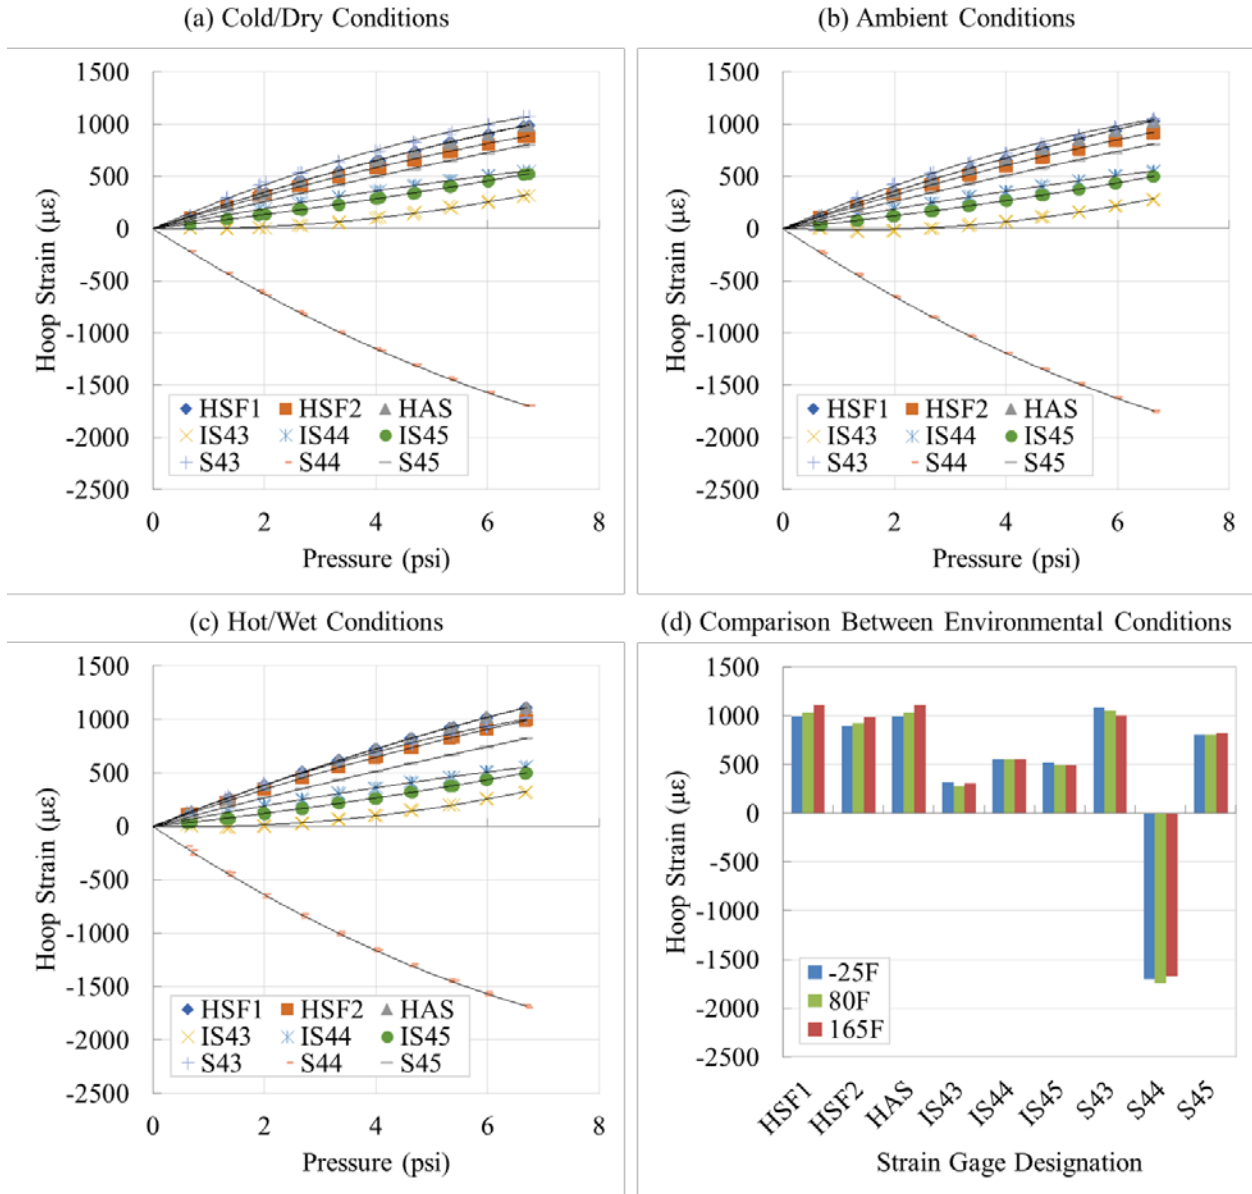 (a) Cold/Dry Conditions
1500
1000
500
0
-500
-1000
-1500
-2000
-2500
Hoop Strain (με)
HSF1 HSF2 HAS
IS43 IS44 IS45
S43 S44 S45
0 2 4 6 8
Pressure (psi)
(b) Ambient Conditions
1500
1000
500
0
-500
-1000
-1500
-2000
-2500
Hoop Strain (με)
HSF1 HSF2 HAS
IS43 IS44 IS45
S43 S44 S45
0 2 4 6 8
Pressure (psi)
(c) Hot/Wet Conditions
1500
1000
500
0
-500
-1000
-1500
-2000
-2500
Hoop Strain (με)
HSF1 HSF2 HAS
IS43 IS44 IS45
S43 S44 S45
0 2 4 6 8
Pressure (psi)
(d) Comparison Between Environmental Conditions
1500
1000
500
0
-500
-1000
-1500
-2000
-2500
Hoop Strain (με)
-25F
80F
165F
HSF1 HSF2 HAS IS43 IS44 IS45 S43 S44 S45
Strain Gage Designation